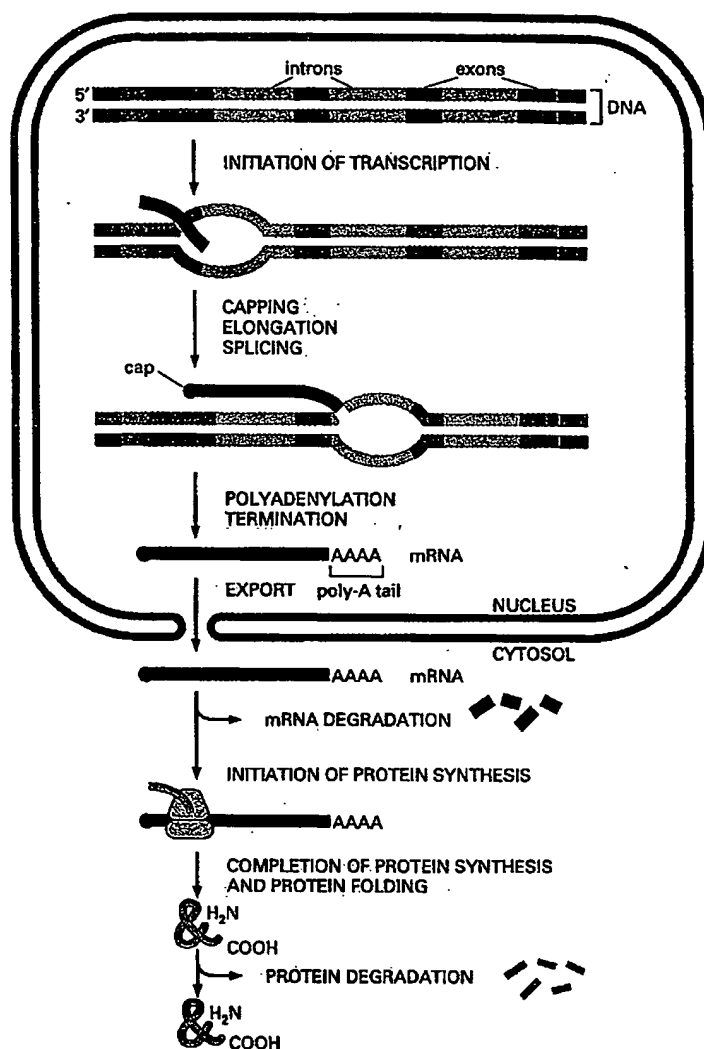 introns exons
5′
3′
DNA
INITIATION OF TRANSCRIPTION
CAPPING
ELONGATION
SPLICING
cap
POLYADENYLATION
TERMINATION
AAAA mRNA
EXPORT poly-A tail
NUCLEUS
CYTOSOL
AAAA mRNA
mRNA DEGRADATION
INITIATION OF PROTEIN SYNTHESIS
AAAA
COMPLETION OF PROTEIN SYNTHESIS
AND PROTEIN FOLDING
H₂N
COOH
PROTEIN DEGRADATION
H₂N
COOH